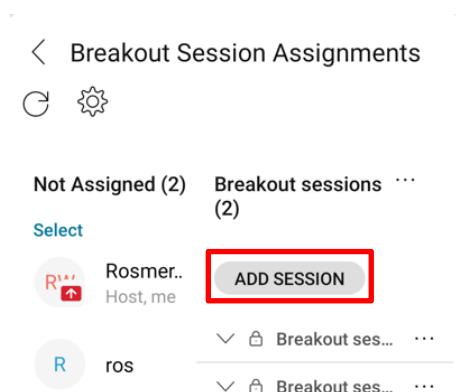 Breakout Session Assignments
Not Assigned (2)
Select
RW
Rosmer..
Host, me
R
ros
Breakout sessions ...
(2)
ADD SESSION
Breakout ses... ...
Breakout ses... ...